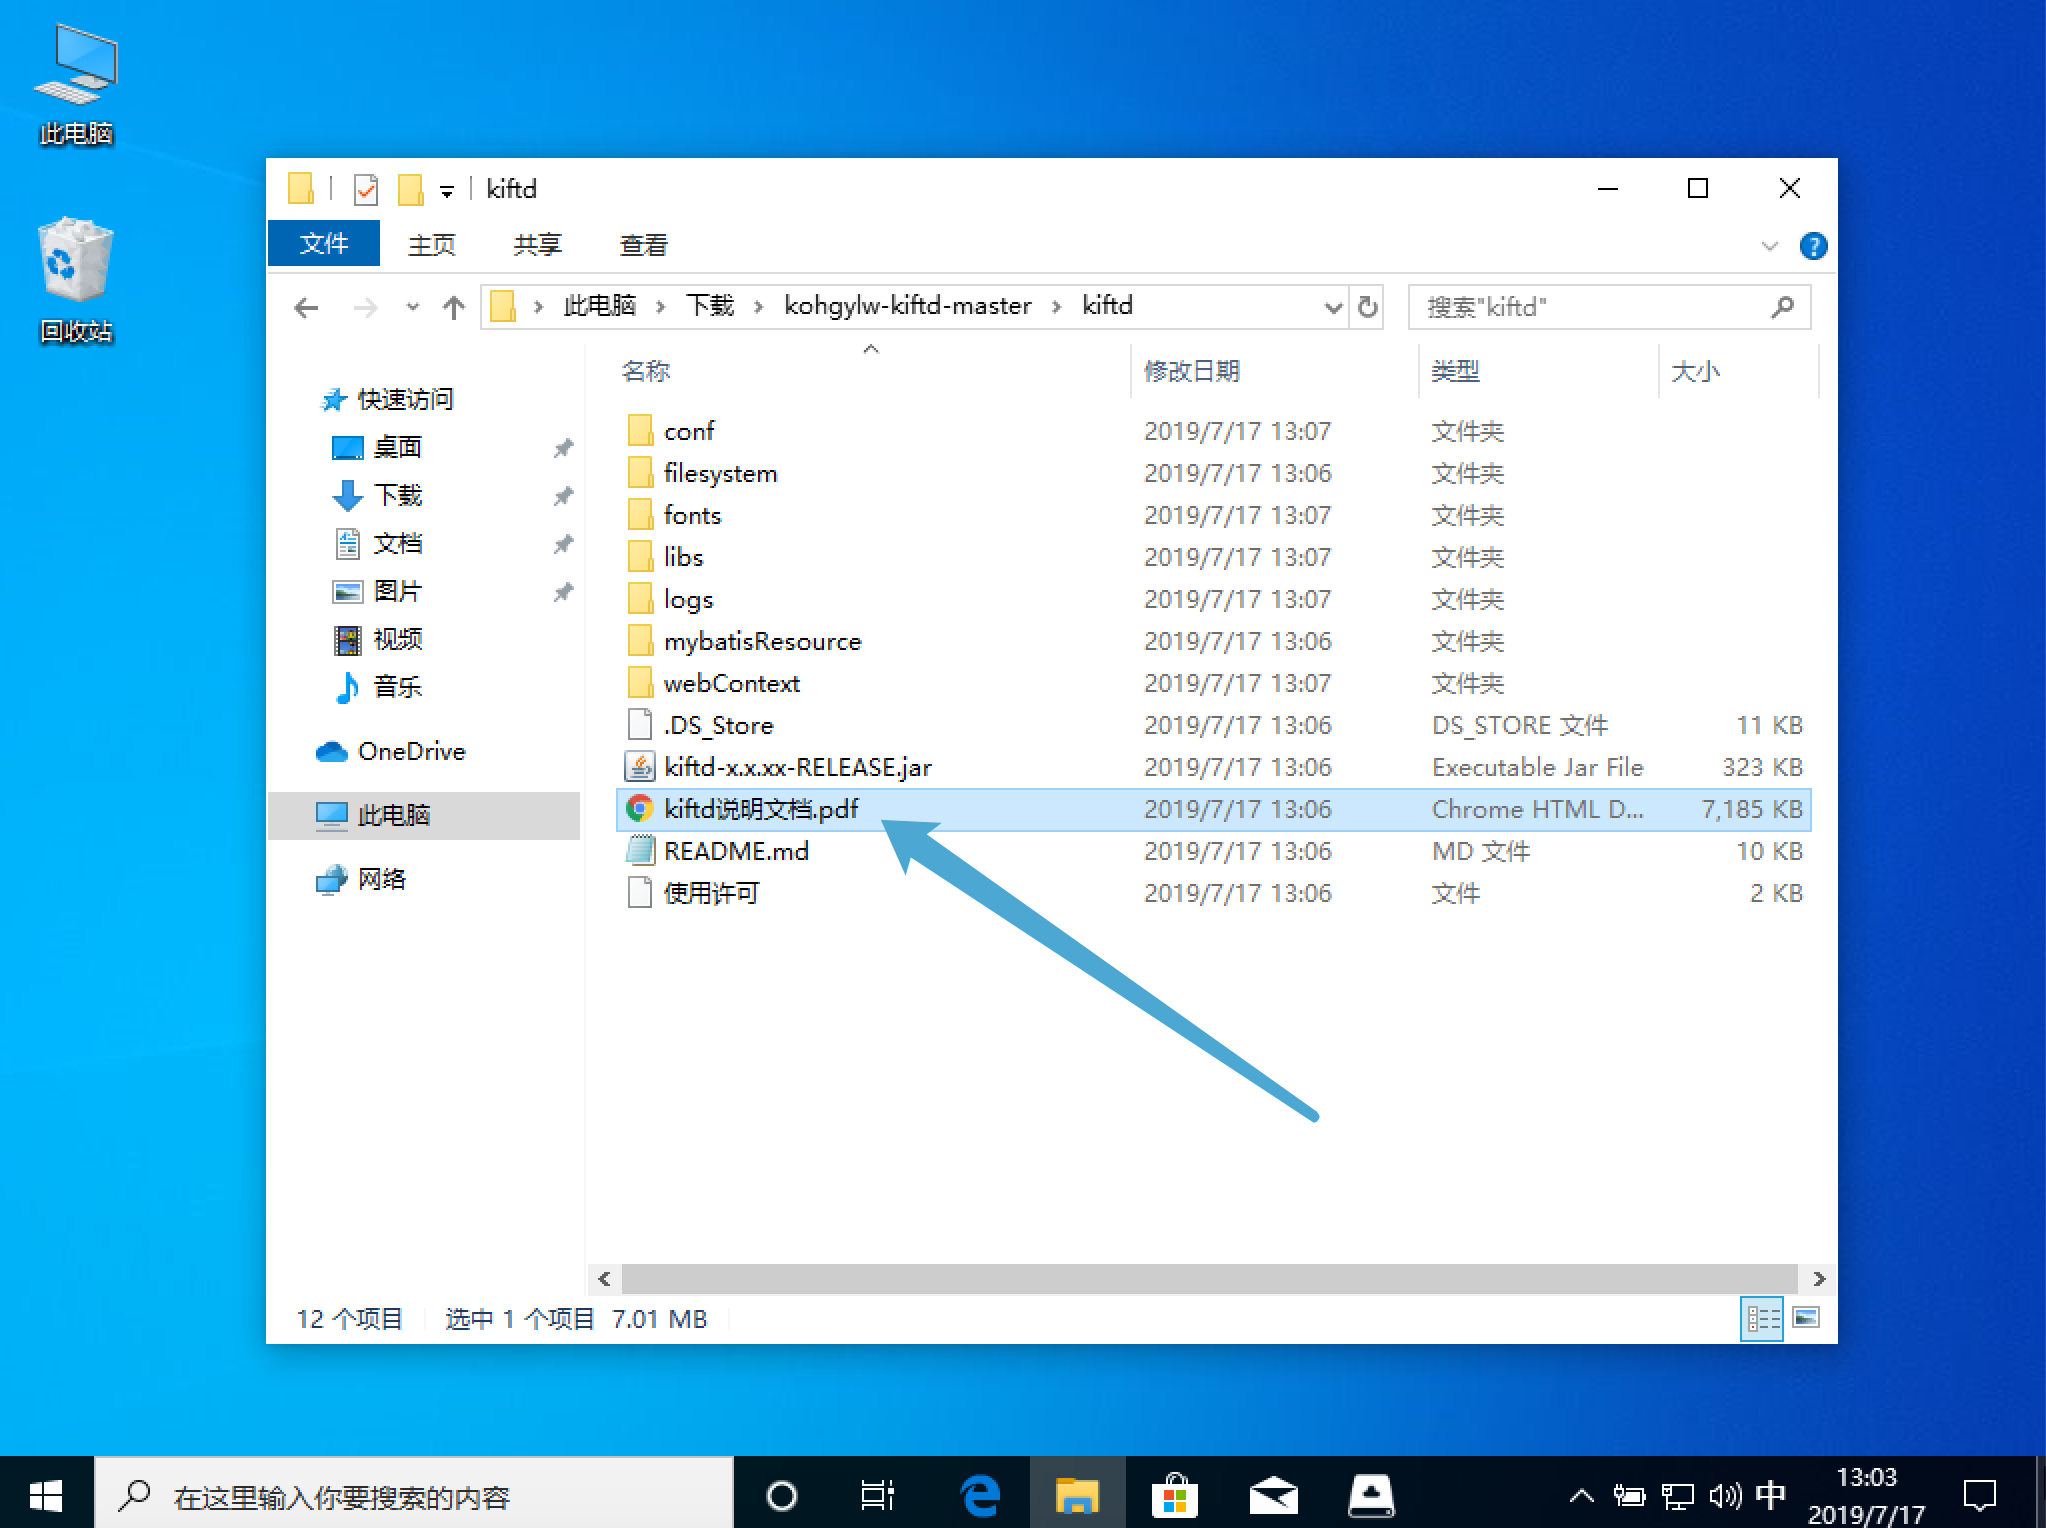 此电脑
回收站
kiftd
文件 主页 共享 查看
此电脑 下载 kohgylw-kiftd-master kiftd
搜索"kiftd"
快速访问
桌面
下载
文档
图片
视频
音乐
OneDrive
此电脑
网络
名称 修改日期 类型 大小
conf 2019/7/17 13:07 文件夹
filesystem 2019/7/17 13:06 文件夹
fonts 2019/7/17 13:07 文件夹
libs 2019/7/17 13:07 文件夹
logs 2019/7/17 13:07 文件夹
mybatisResource 2019/7/17 13:06 文件夹
webContext 2019/7/17 13:07 文件夹
.DS_Store 2019/7/17 13:06 DS_STORE 文件 11 KB
kiftd-x.x.xx-RELEASE.jar 2019/7/17 13:06 Executable Jar File 323 KB
kiftd说明文档.pdf 2019/7/17 13:06 Chrome HTML D... 7,185 KB
README.md 2019/7/17 13:06 MD 文件 10 KB
使用许可 2019/7/17 13:06 文件 2 KB
12 个项目 选中 1 个项目 7.01 MB
在这里输入你要搜索的内容
中
13:03
2019/7/17